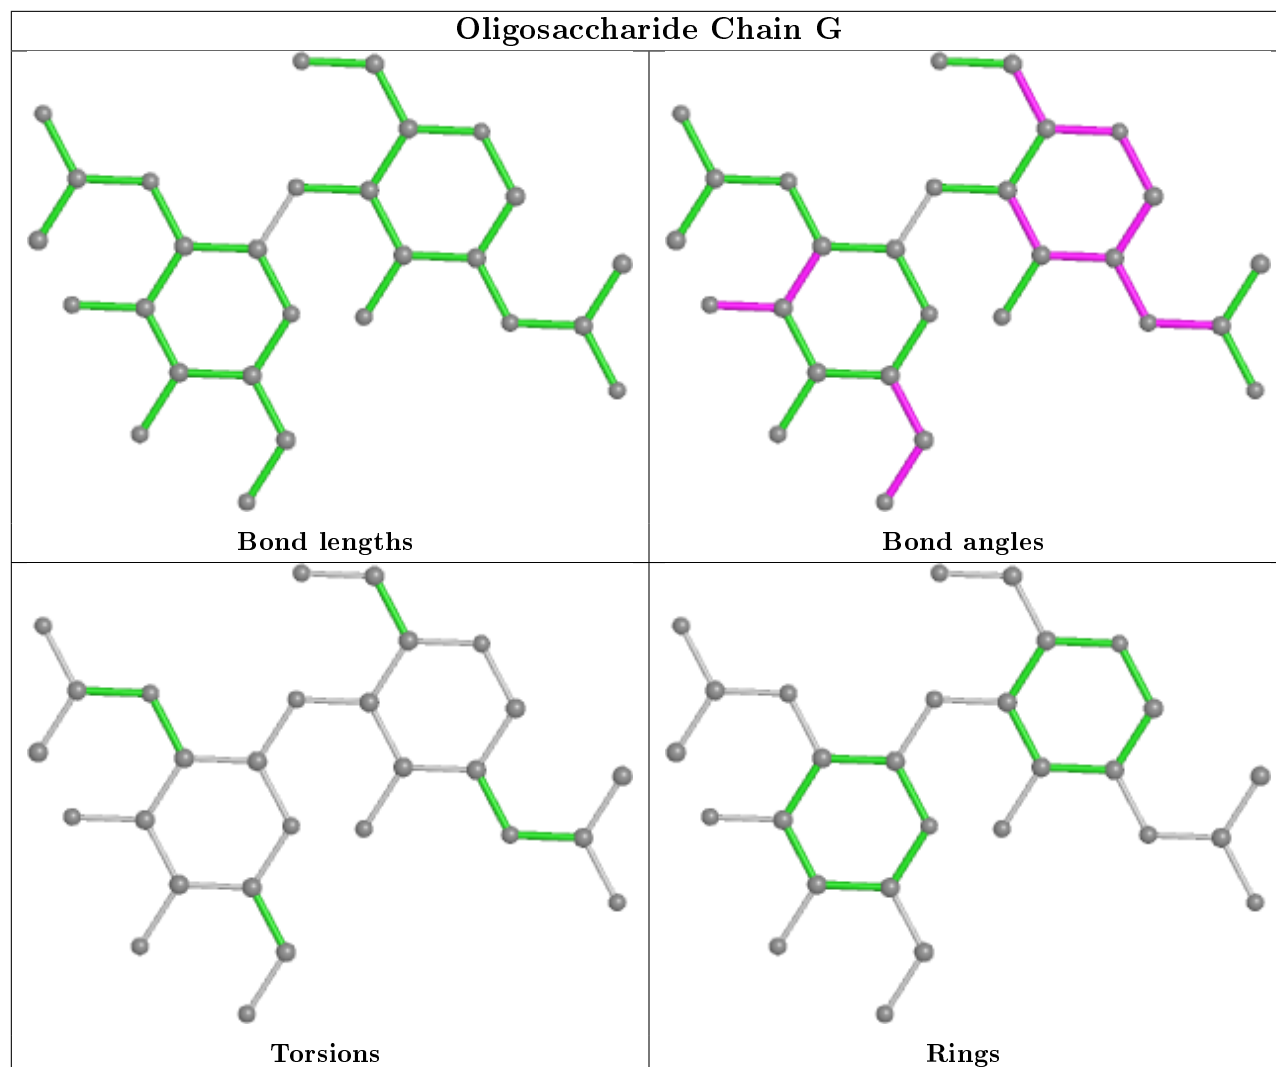 Oligosaccharide Chain G
Bond lengths
Bond angles
Torsions
Rings